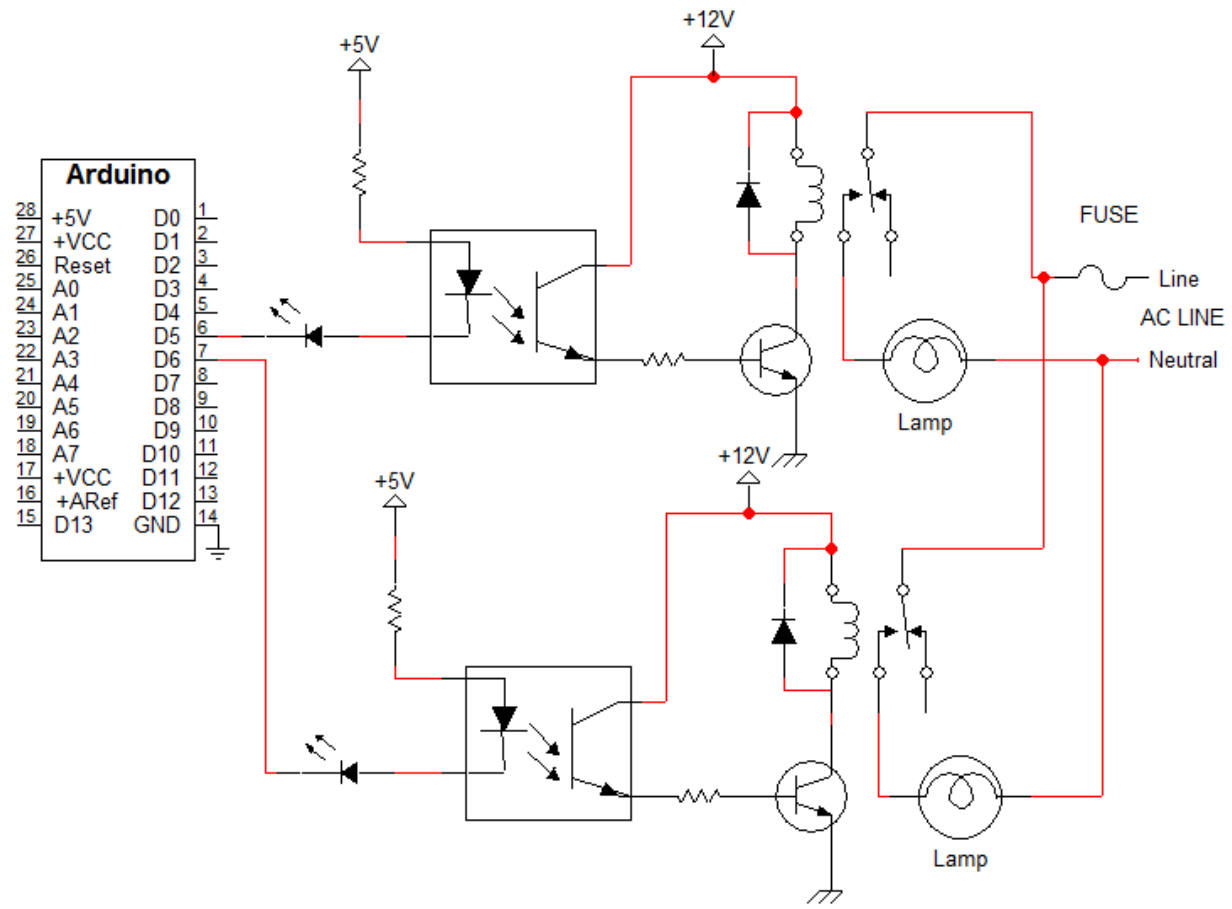 +12V
+5V
Arduino
28 +5V D0 1
27 +VCC D1 2
26 Reset D2 3
25 A0 D3 4
24 A1 D4 5
23 A2 D5 6
22 A3 D6 7
21 A4 D7 8
20 A5 D8 9
19 A6 D9 10
18 A7 D10 11
17 +VCC D11 12
16 +ARef D12 13
15 D13 GND 14
FUSE
Line
AC LINE
Neutral
Lamp
+12V
+5V
Lamp